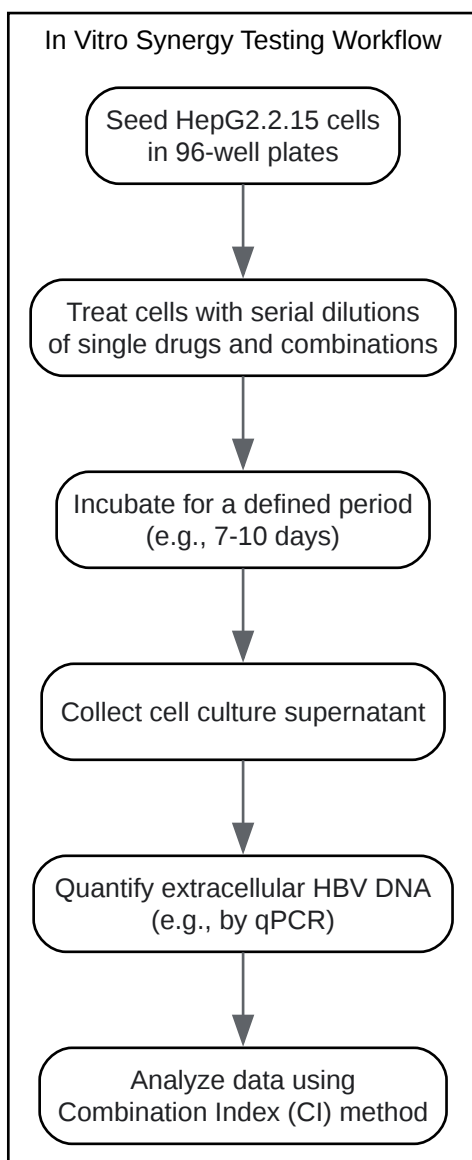 In Vitro Synergy Testing Workflow
Seed HepG2.2.15 cells
in 96-well plates
Treat cells with serial dilutions
of single drugs and combinations
Incubate for a defined period
(e.g., 7-10 days)
Collect cell culture supernatant
Quantify extracellular HBV DNA
(e.g., by qPCR)
Analyze data using
Combination Index (CI) method